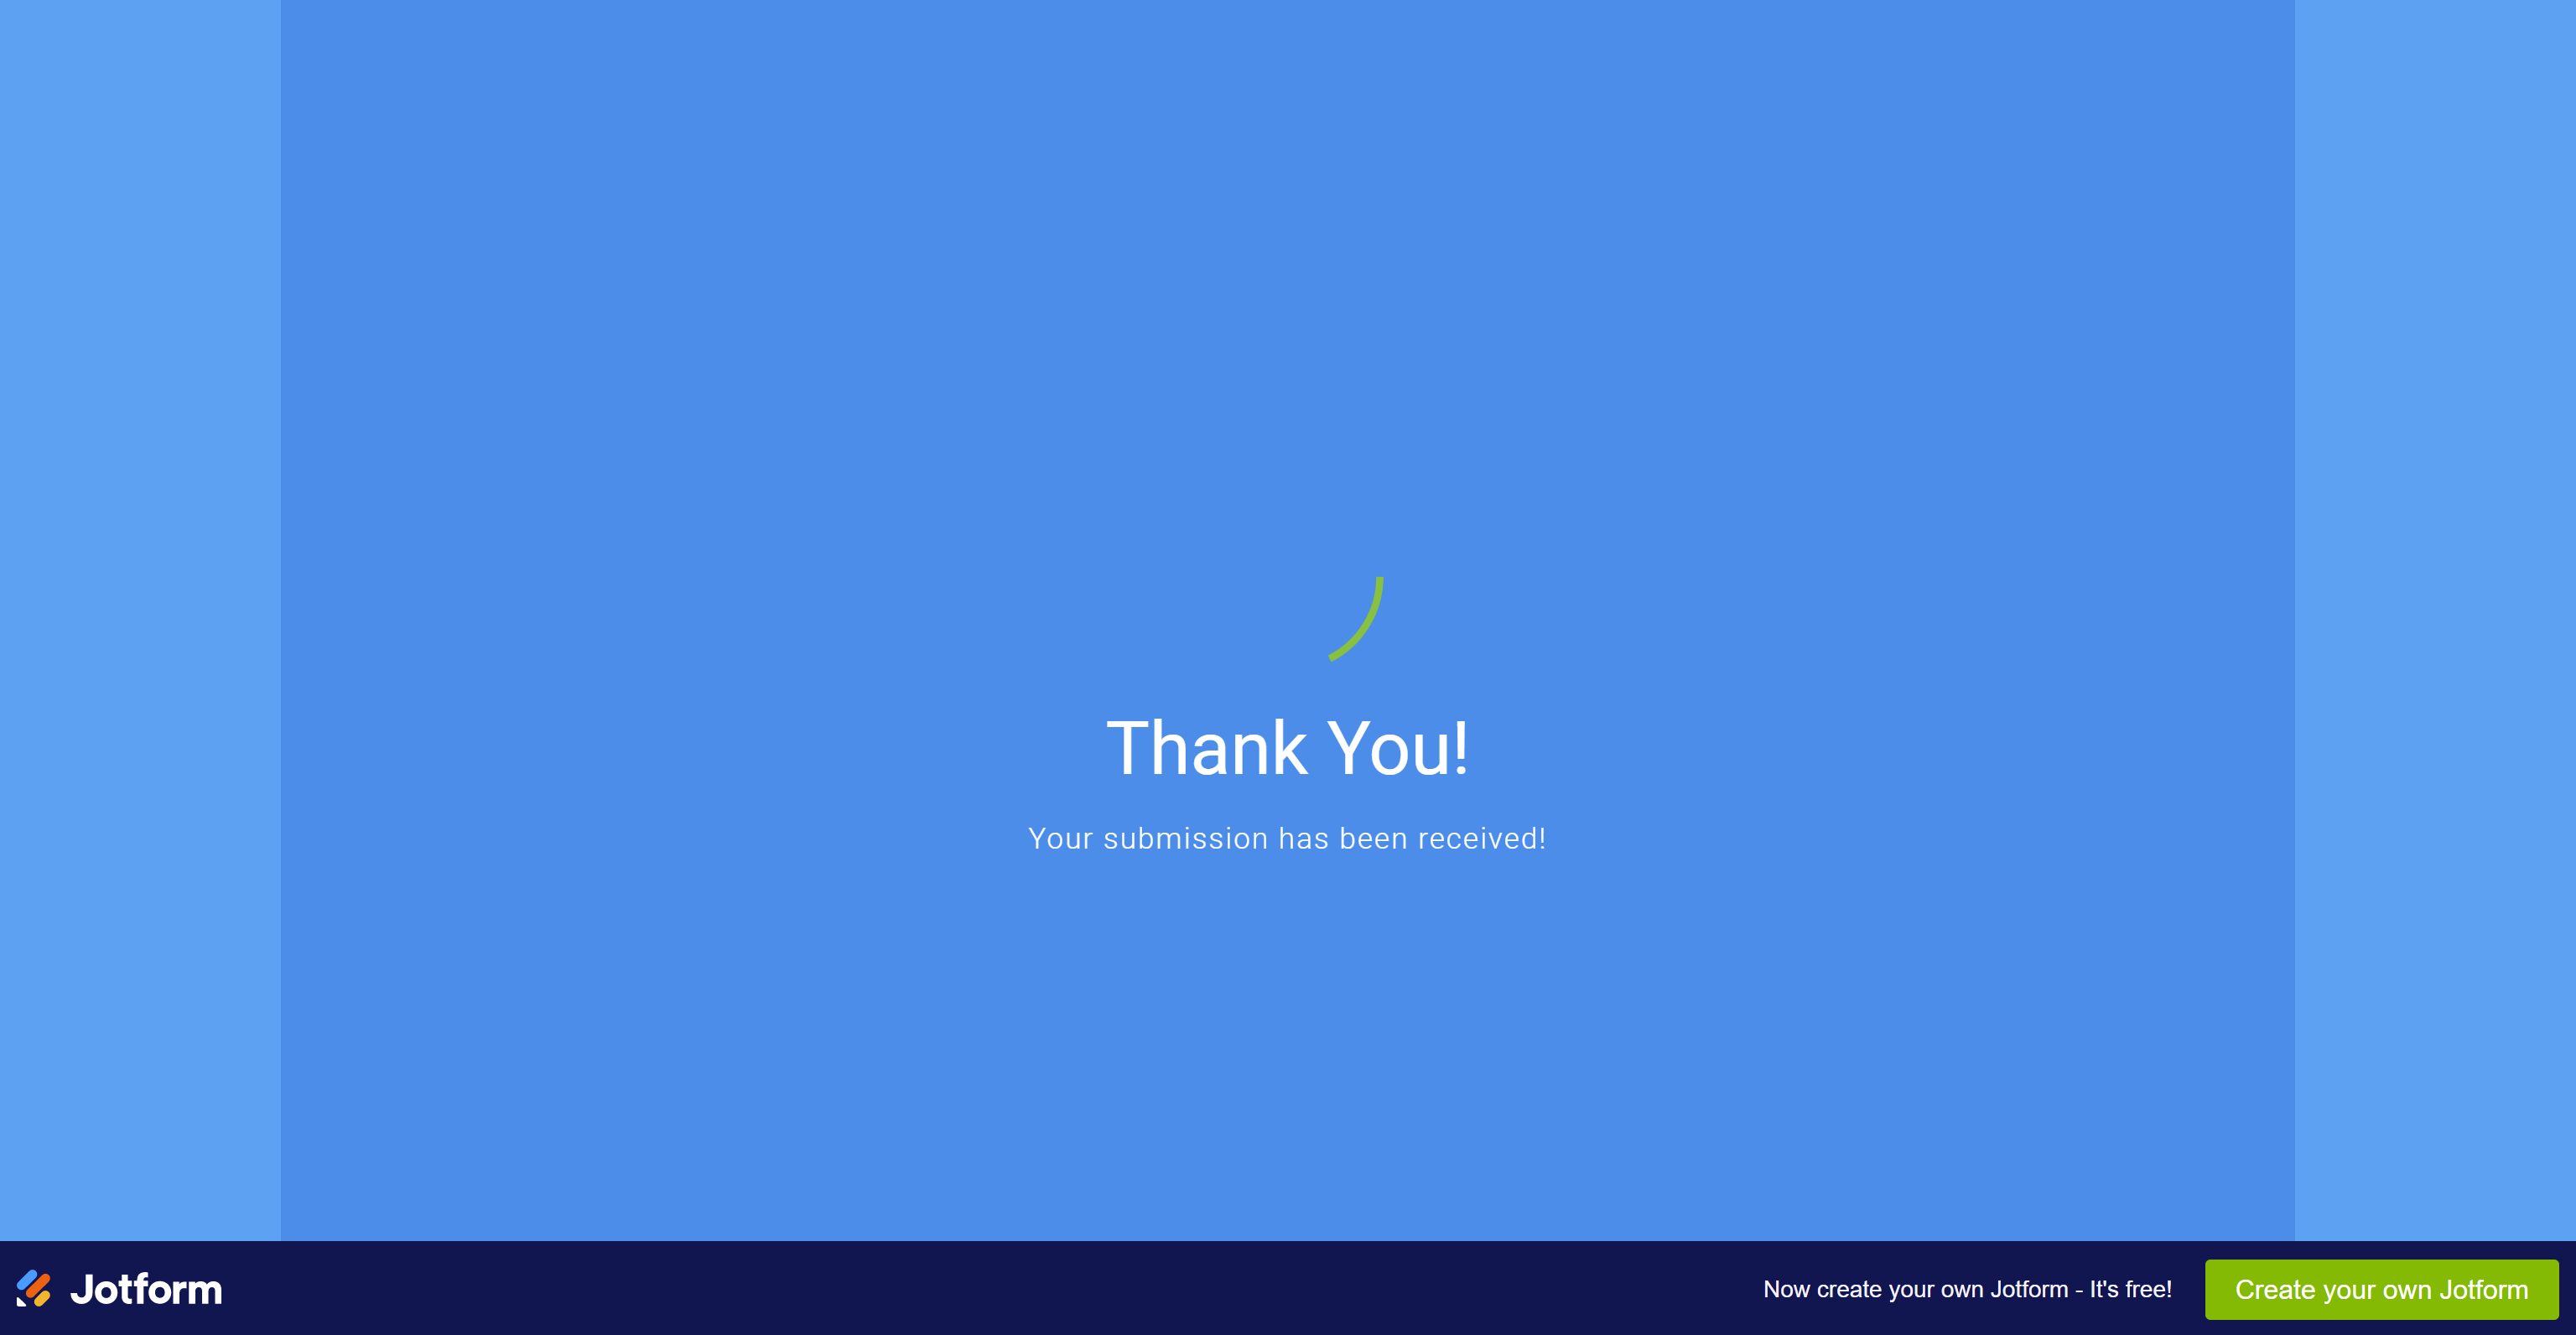 Thank You!
Your submission has been received!
Jotform
Now create your own Jotform - It's free!
Create your own Jotform